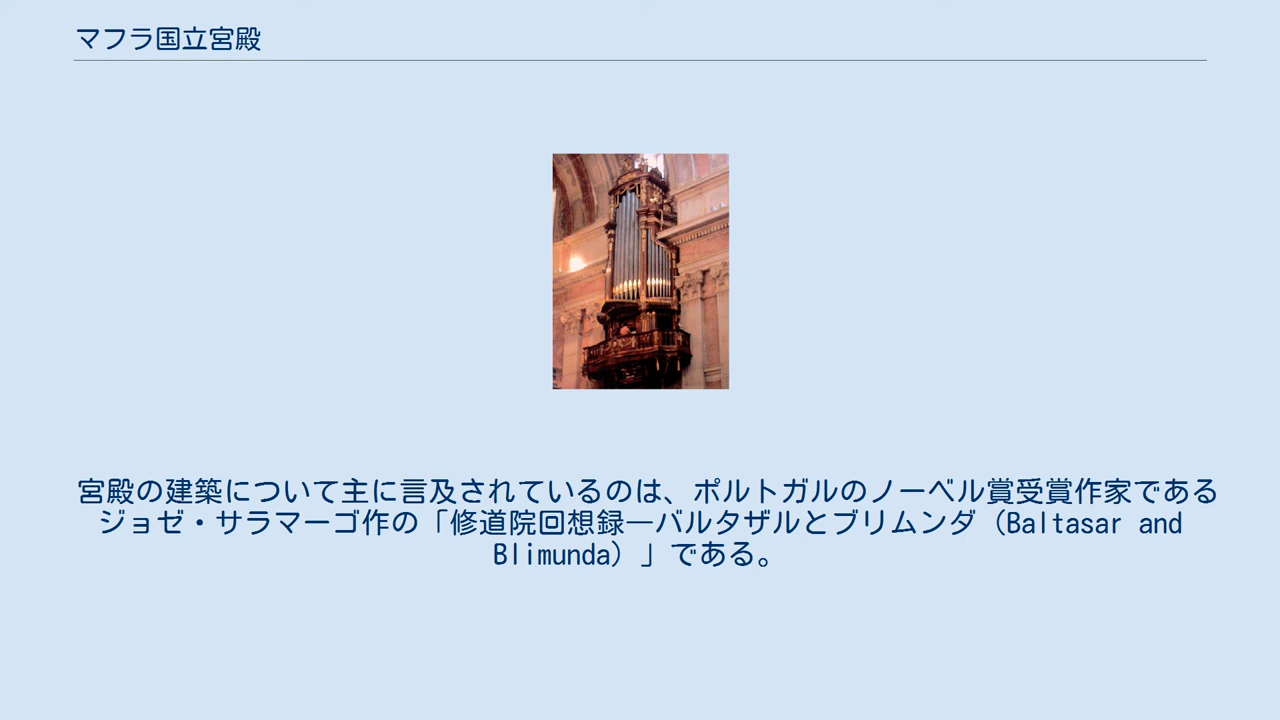 マフラ国立宮殿
宮殿の建築について主に言及されているのは、ポルトガルのノーベル賞受賞作家である
ジョゼ・サラマーゴ作の「修道院回想録―バルタザルとブリムンダ（Baltasar and
Blimunda）」である。